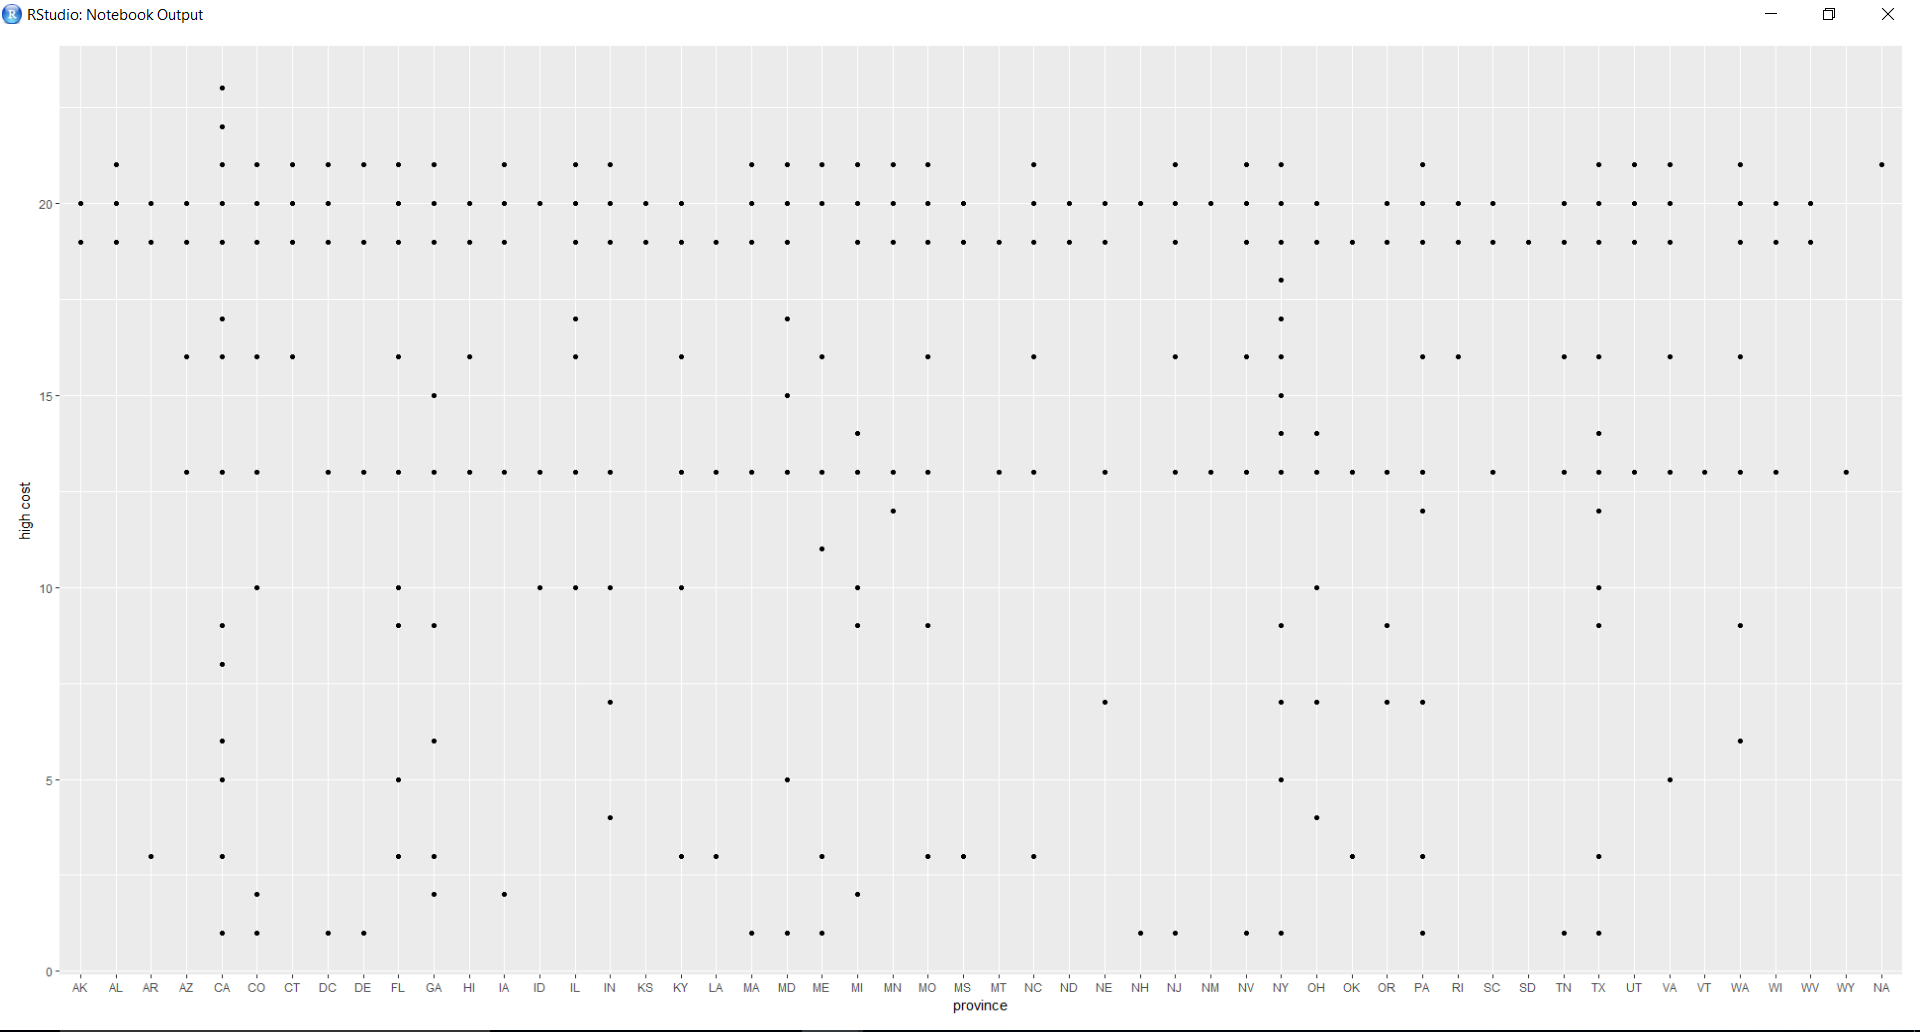 RStudio: Notebook Output
20
15
high cost
10
5
0
AK AL AR AZ CA CO CT DC DE FL GA HI IA ID IL IN KS KY LA MA MD ME MI MN MO MS MT NC ND NE NH NJ NM NV NY OH OK OR PA RI SC SD TN TX UT VA VT WA WI WV WY NA
province